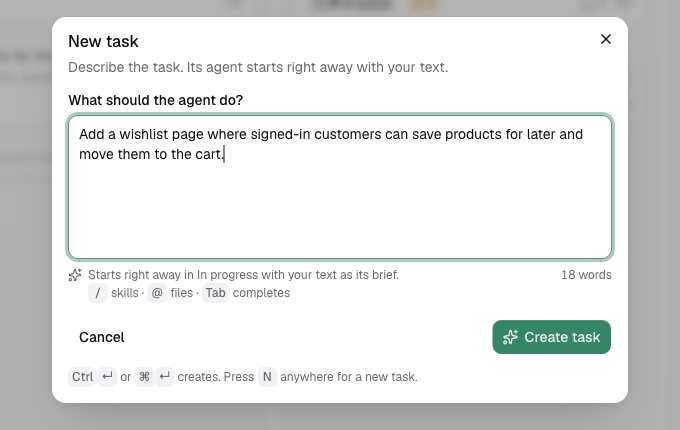 New task
Describe the task. Its agent starts right away with your text.
What should the agent do?
Add a wishlist page where signed-in customers can save products for later and
move them to the cart.
Starts right away in In progress with your text as its brief.
18 words
/ skills · @ files · Tab completes
Cancel
Create task
Ctrl ↵ or ⌘ ↵ creates. Press N anywhere for a new task.